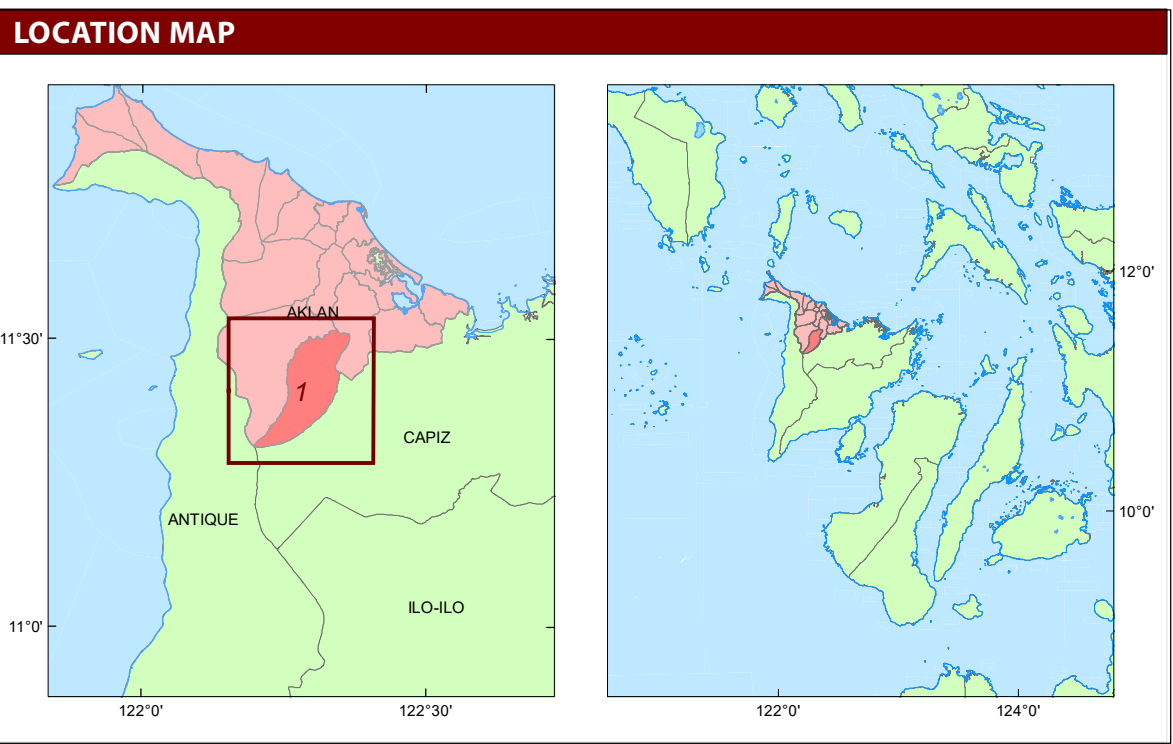 LOCATION MAP
AKLAN
11°30'
1
CAPIZ
ANTIQUE
ILO-ILO
11°0'
122°0'
122°30'
12°0'
10°0'
122°0'
124°0'